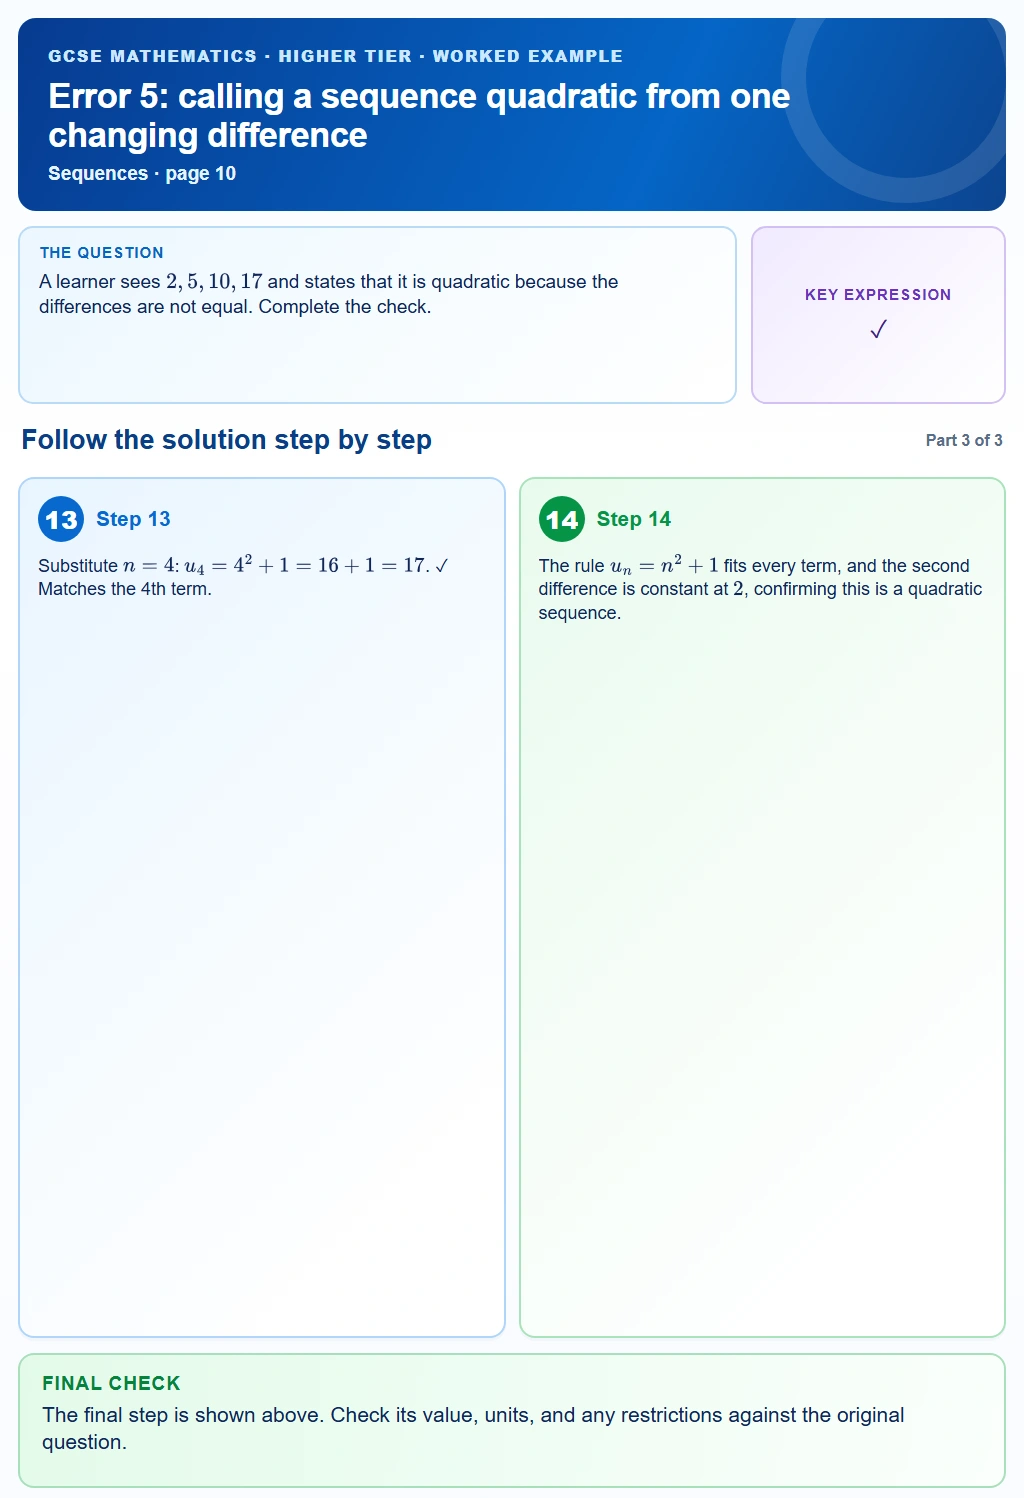 GCSE MATHEMATICS · HIGHER TIER · WORKED EXAMPLE
Error 5: calling a sequence quadratic from one
changing difference
Sequences · page 10
THE QUESTION
A learner sees 2, 5, 10, 17 and states that it is quadratic because the
differences are not equal. Complete the check.
KEY EXPRESSION
✓
Follow the solution step by step
Part 3 of 3
13 Step 13
Substitute n = 4: u₄ = 4² + 1 = 16 + 1 = 17. ✓
Matches the 4th term.
14 Step 14
The rule uₙ = n² + 1 fits every term, and the second
difference is constant at 2, confirming this is a quadratic
sequence.
FINAL CHECK
The final step is shown above. Check its value, units, and any restrictions against the original
question.